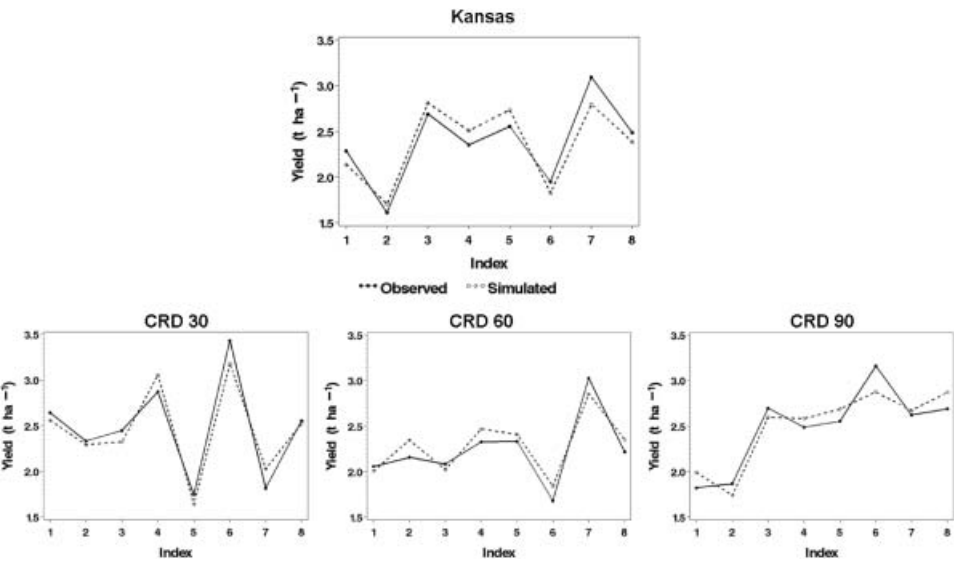 Kansas
3.5
3.0
2.5
2.0
1.5
Yield (t ha −1)
1 2 3 4 5 6 7 8
Index
Observed Simulated
CRD 30
3.5
3.0
2.5
2.0
1.5
Yield (t ha −1)
1 2 3 4 5 6 7 8
Index
CRD 60
3.5
3.0
2.5
2.0
1.5
Yield (t ha −1)
1 2 3 4 5 6 7 8
Index
CRD 90
3.5
3.0
2.5
2.0
1.5
Yield (t ha −1)
1 2 3 4 5 6 7 8
Index